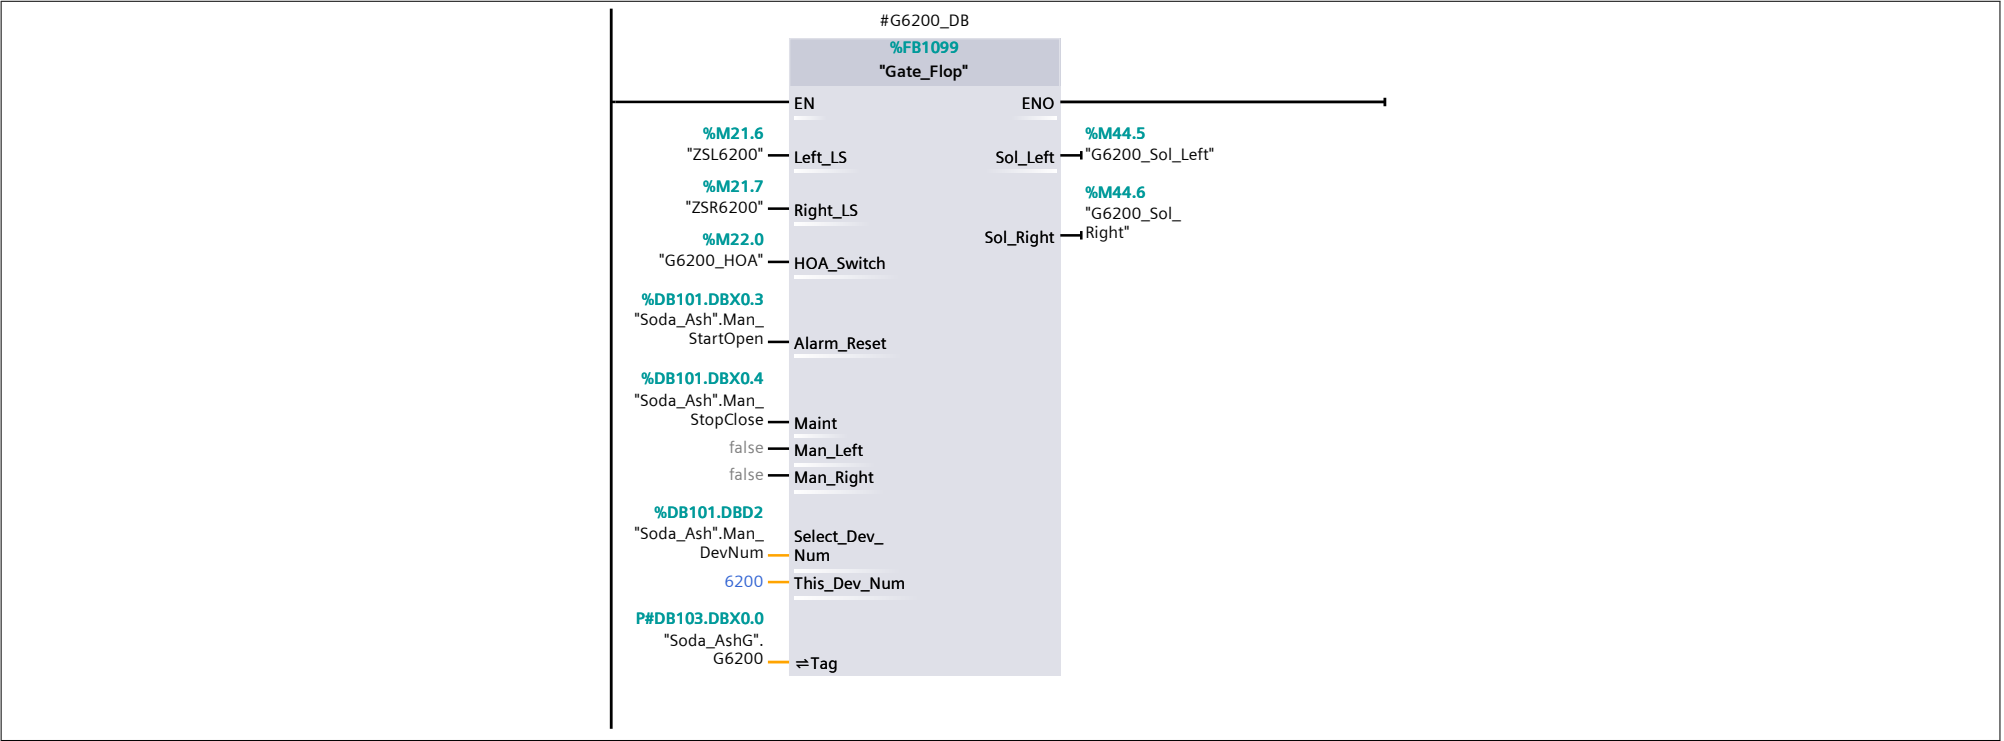 #G6200_DB
%FB1099
"Gate_Flop"
EN
ENO
%M21.6
"ZSL6200"
Left_LS
Sol_Left
%M44.5
"G6200_Sol_Left"
%M21.7
"ZSR6200"
Right_LS
%M44.6
"G6200_Sol_
Right"
Sol_Right
%M22.0
"G6200_HOA"
HOA_Switch
%DB101.DBX0.3
"Soda_Ash".Man_
StartOpen
Alarm_Reset
%DB101.DBX0.4
"Soda_Ash".Man_
StopClose
Maint
false
Man_Left
false
Man_Right
%DB101.DBD2
"Soda_Ash".Man_
DevNum
Select_Dev_
Num
6200
This_Dev_Num
P#DB103.DBX0.0
"Soda_AshG".
G6200
⇌Tag